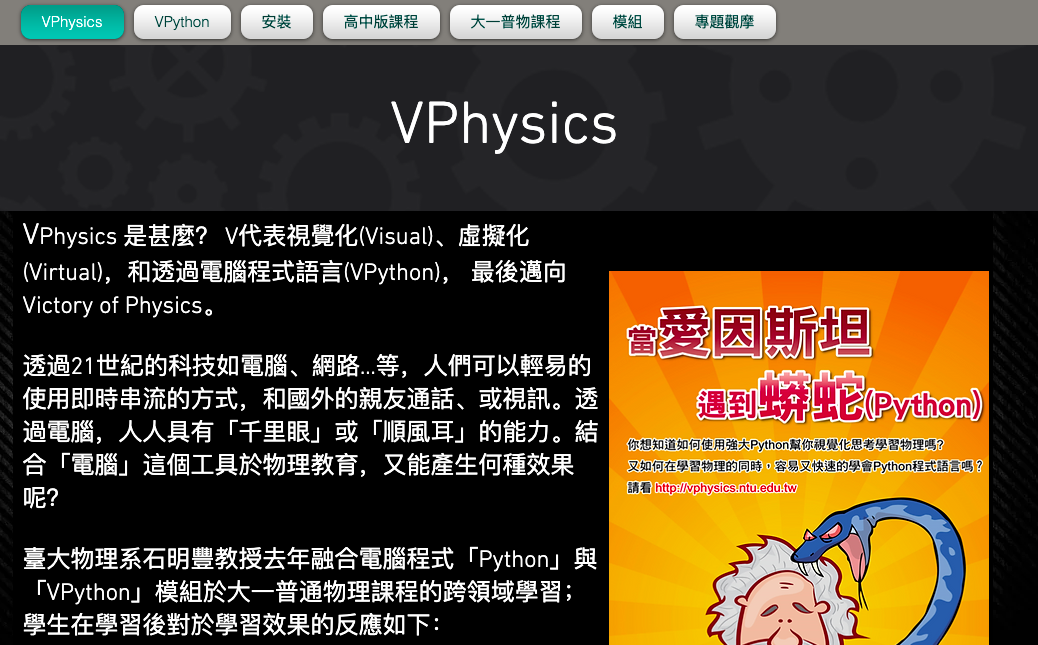 VPhysics
VPython
安裝
高中版課程
大一普物課程
模組
專題觀摩
VPhysics
VPhysics 是甚麼？ V代表視覺化(Visual)、虛擬化
(Virtual)，和透過電腦程式語言(VPython)， 最後邁向
Victory of Physics。
透過21世紀的科技如電腦、網路...等，人們可以輕易的
使用即時串流的方式，和國外的親友通話、或視訊。透
過電腦，人人具有「千里眼」或「順風耳」的能力。結
合「電腦」這個工具於物理教育，又能產生何種效果
呢?
臺大物理系石明豐教授去年融合電腦程式「Python」與
「VPython」模組於大一普通物理課程的跨領域學習；
學生在學習後對於學習效果的反應如下：
當愛因斯坦
遇到蟒蛇(Python)
你想知道如何使用強大Python幫你視覺化思考學習物理嗎?
又如何在學習物理的同時，容易又快速的學會Python程式語言嗎？
請看 http://vphysics.ntu.edu.tw